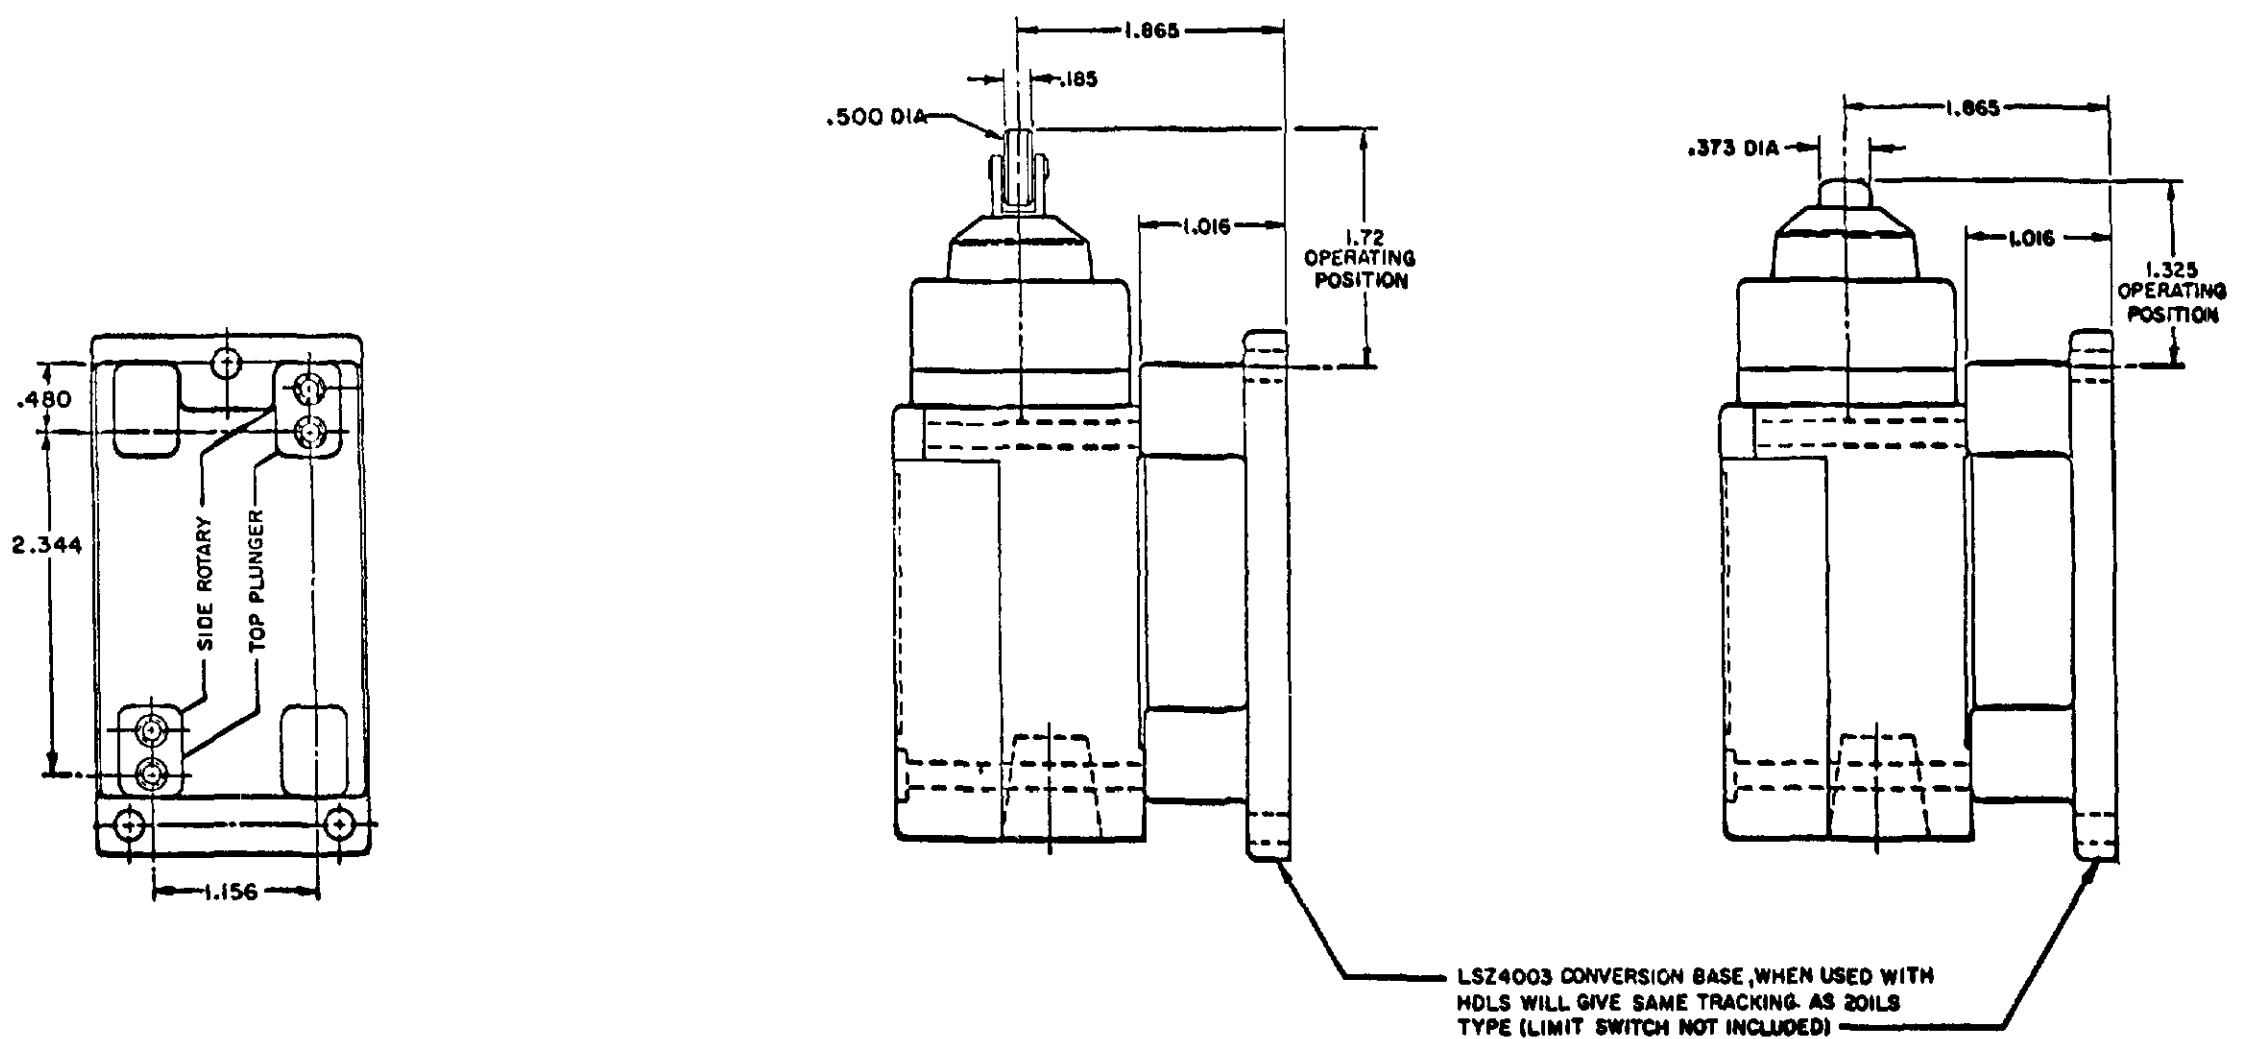 .480
2.344
SIDE ROTARY
TOP PLUNGER
1.156
1.865
.185
.500 DIA
1.016
1.72
OPERATING
POSITION
1.865
.373 DIA
1.016
1.325
OPERATING
POSITION
LSZ4003 CONVERSION BASE, WHEN USED WITH
HDLS WILL GIVE SAME TRACKING AS 201LS
TYPE (LIMIT SWITCH NOT INCLUDED)